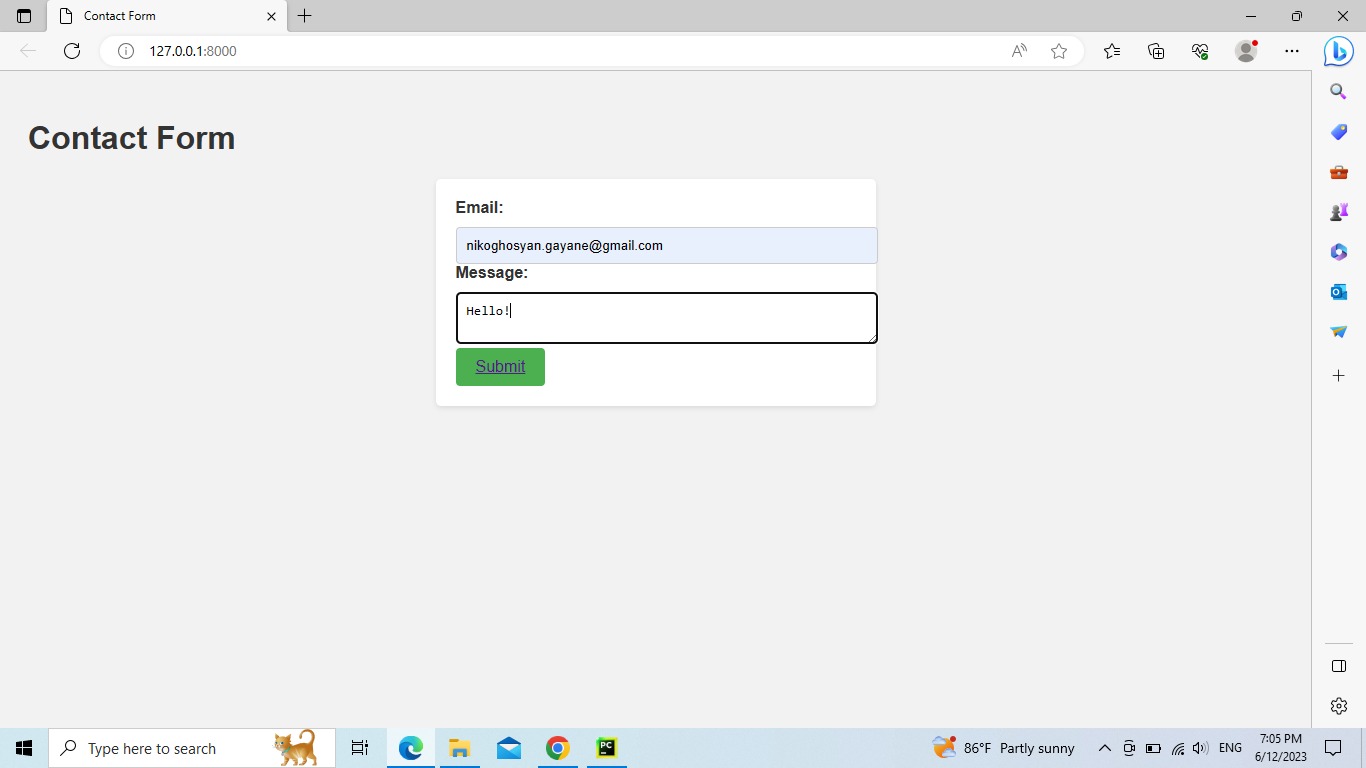 Contact Form
127.0.0.1:8000
Contact Form
Email:
nikoghosyan.gayane@gmail.com
Message:
Hello!
Submit
Type here to search
PC
86°F Partly sunny
ENG
7:05 PM
6/12/2023